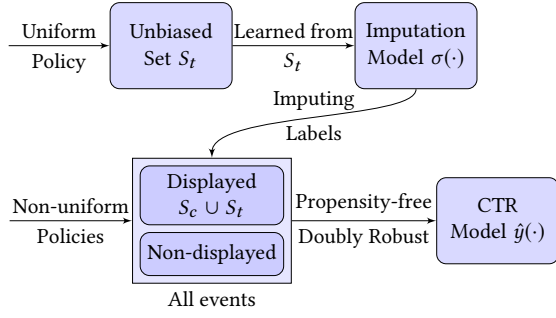 Uniform
Policy
Unbiased
Set S_t
Learned from
S_t
Imputation
Model σ(·)
Imputing
Labels
Non-uniform
Policies
Displayed
S_c ∪ S_t
Non-displayed
All events
Propensity-free
Doubly Robust
CTR
Model ŷ(·)